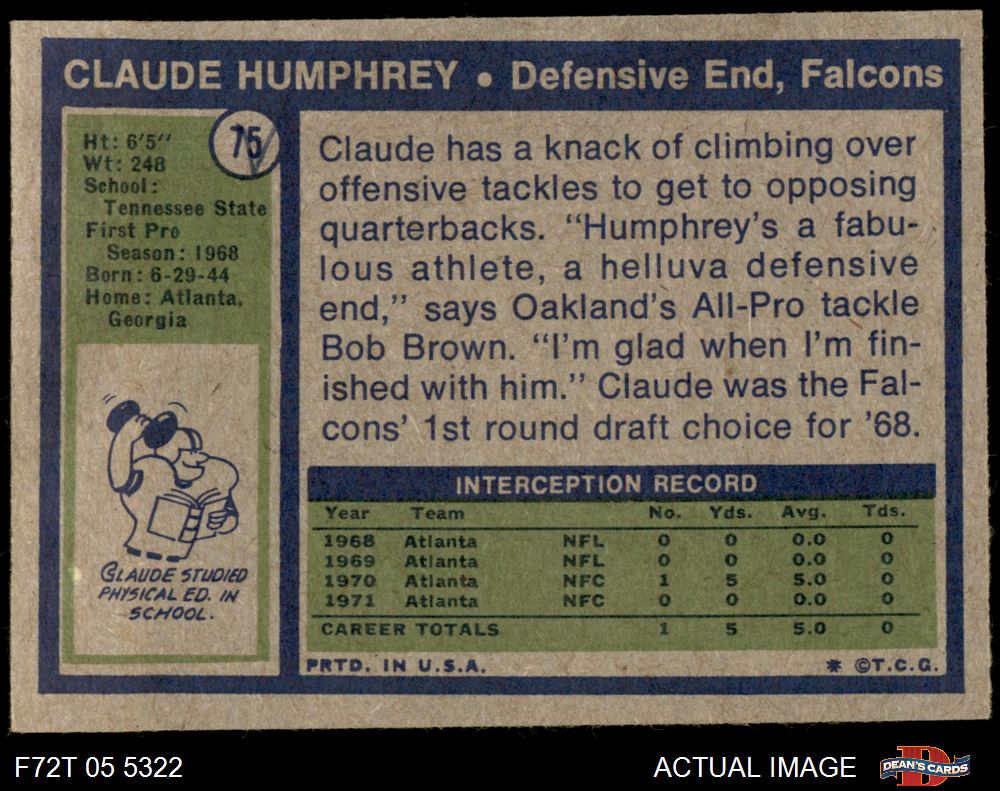 CLAUDE HUMPHREY • Defensive End, Falcons
75
Ht: 6'5"
Wt: 248
School:
Tennessee State
First Pro
Season: 1968
Born: 6-29-44
Home: Atlanta,
Georgia
CLAUDE STUDIED
PHYSICAL ED. IN
SCHOOL.
Claude has a knack of climbing over
offensive tackles to get to opposing
quarterbacks. "Humphrey's a fabu-
lous athlete, a helluva defensive
end," says Oakland's All-Pro tackle
Bob Brown. "I'm glad when I'm fin-
ished with him." Claude was the Fal-
cons' 1st round draft choice for '68.
INTERCEPTION RECORD
Year Team No. Yds. Avg. Tds.
1968 Atlanta NFL 0 0 0.0 0
1969 Atlanta NFL 0 0 0.0 0
1970 Atlanta NFC 1 5 5.0 0
1971 Atlanta NFC 0 0 0.0 0
CAREER TOTALS 1 5 5.0 0
PRTD. IN U.S.A. * ©T.C.G.
F72T 05 5322
ACTUAL IMAGE
D
DEAN'S CARDS